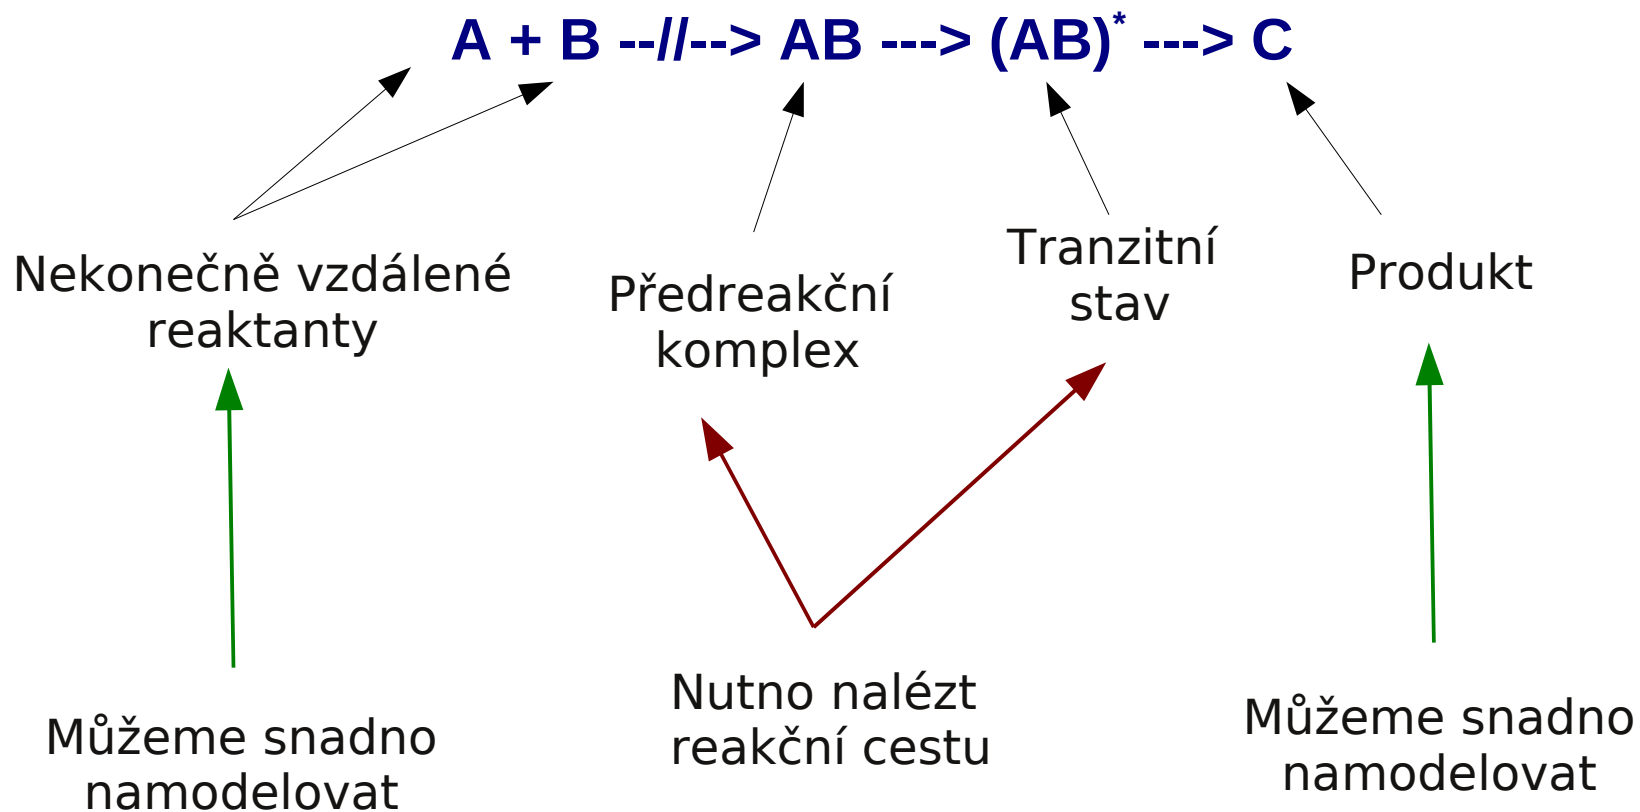 A + B --//--> AB ---> (AB)* ---> C
Nekonečně vzdálené
reaktanty
Předreakční
komplex
Tranzitní
stav
Produkt
Můžeme snadno
namodelovat
Nutno nalézt
reakční cestu
Můžeme snadno
namodelovat